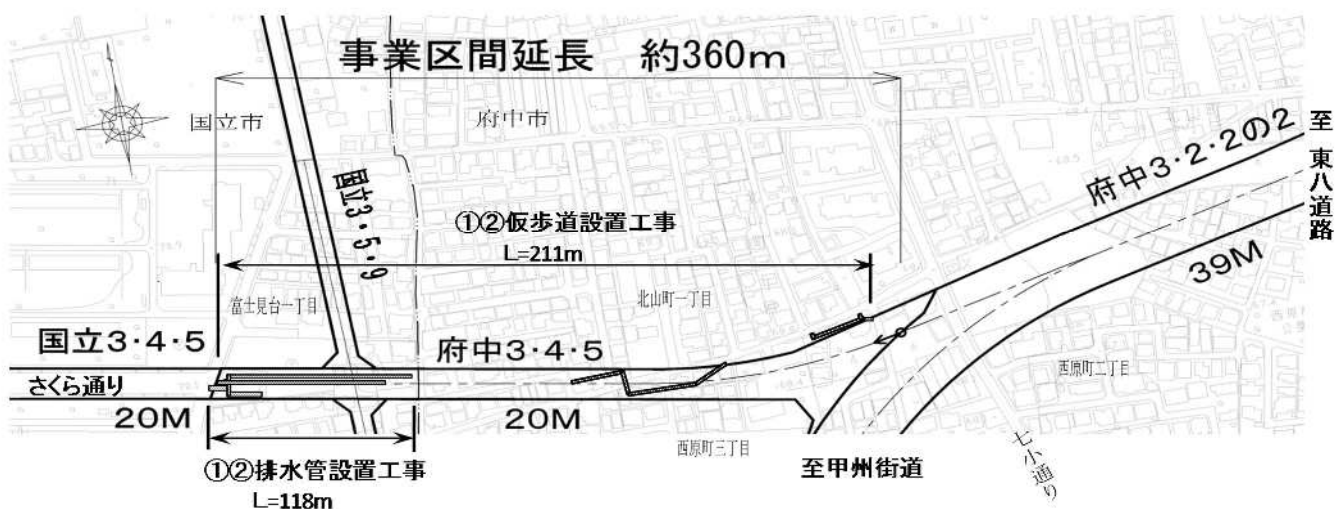 事業区間延長 約360m
国立市
府中市
国立3・5・9
府中3・2・2の2
至東八道路
①②仮歩道設置工事
L=211m
39M
富士見台一丁目
北山町一丁目
国立3・4・5
府中3・4・5
西原町二丁目
さくら通り
20M
20M
西原町三丁目
七小通り
①②排水管設置工事
L=118m
至甲州街道